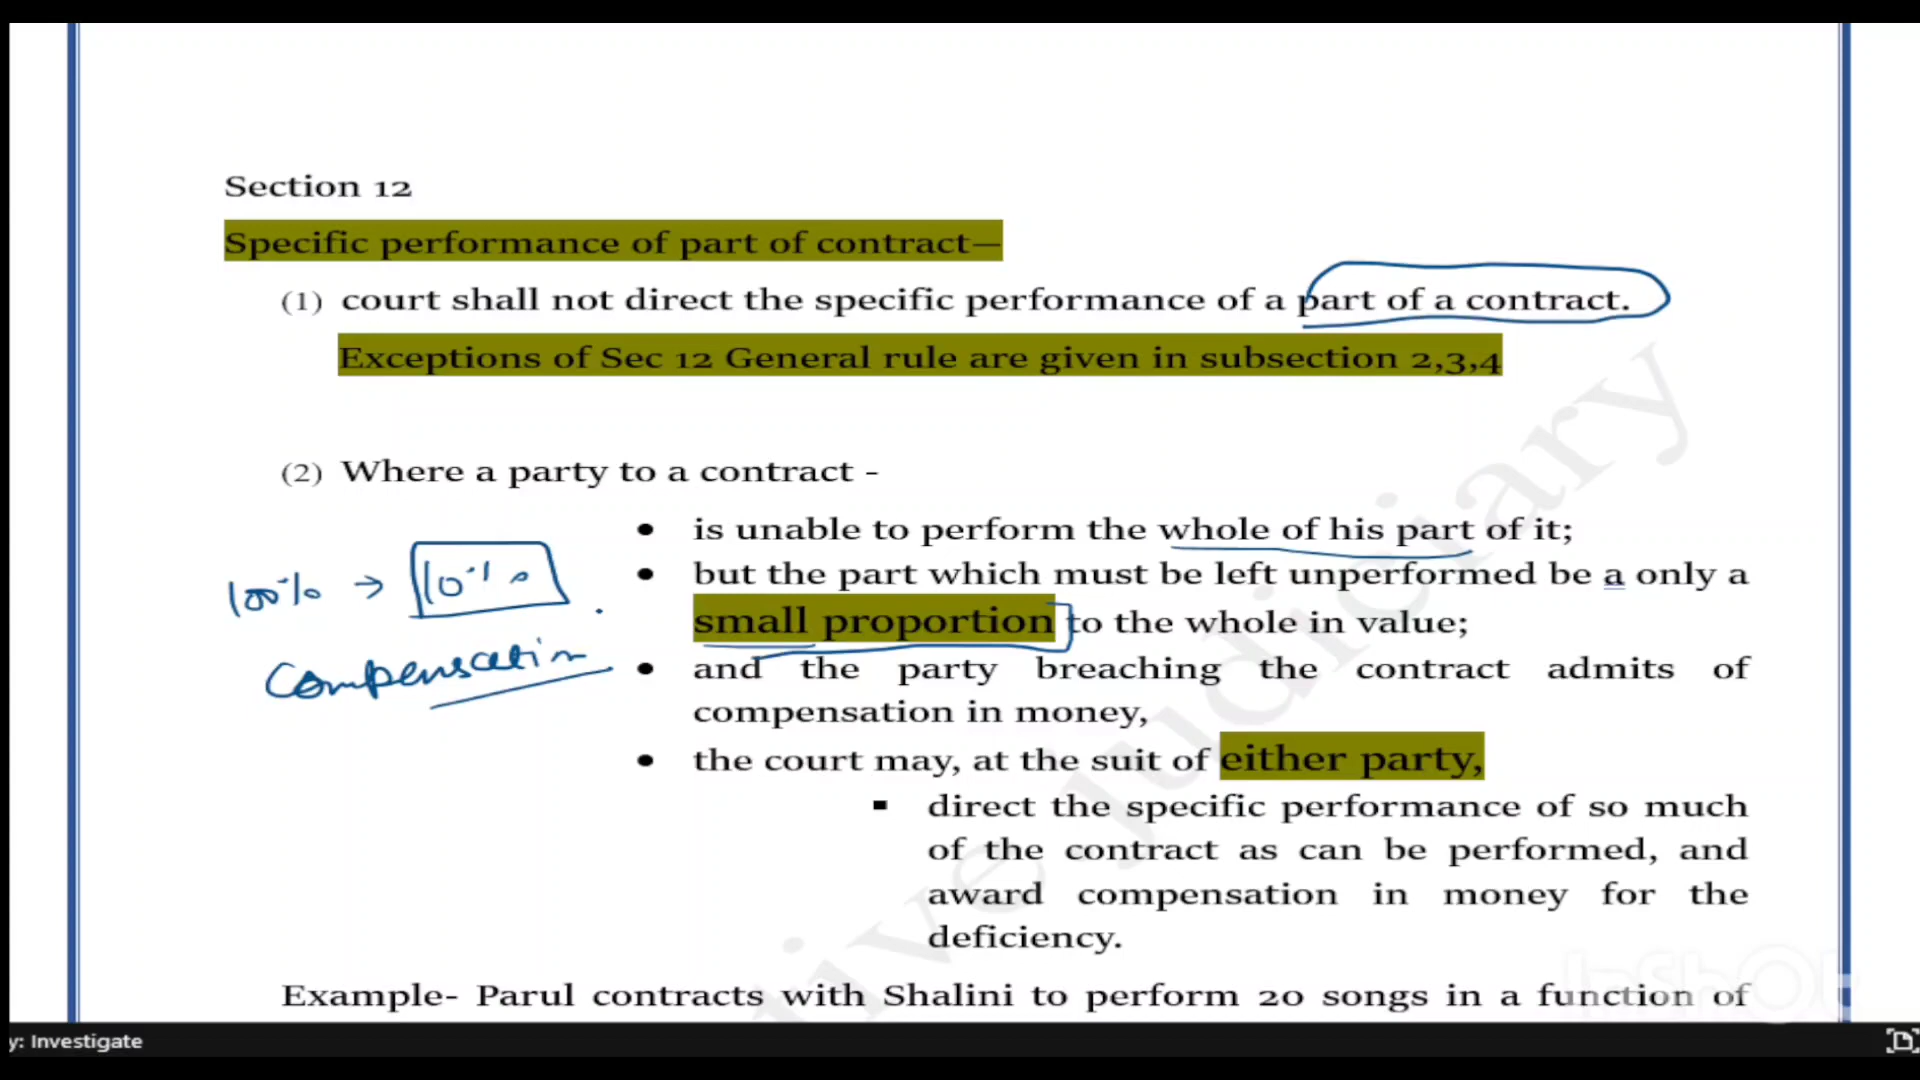 Section 12
Specific performance of part of contract—
(1) court shall not direct the specific performance of a part of a contract.
Exceptions of Sec 12 General rule are given in subsection 2,3,4
(2) Where a party to a contract -
• is unable to perform the whole of his part of it;
• but the part which must be left unperformed be a only a
small proportion to the whole in value;
100% → 10%
• and the party breaching the contract admits of
compensation in money,
Compensation
• the court may, at the suit of either party,
▪ direct the specific performance of so much
of the contract as can be performed, and
award compensation in money for the
deficiency.
Example- Parul contracts with Shalini to perform 20 songs in a function of
tive judiciary
InShOt
y: Investigate